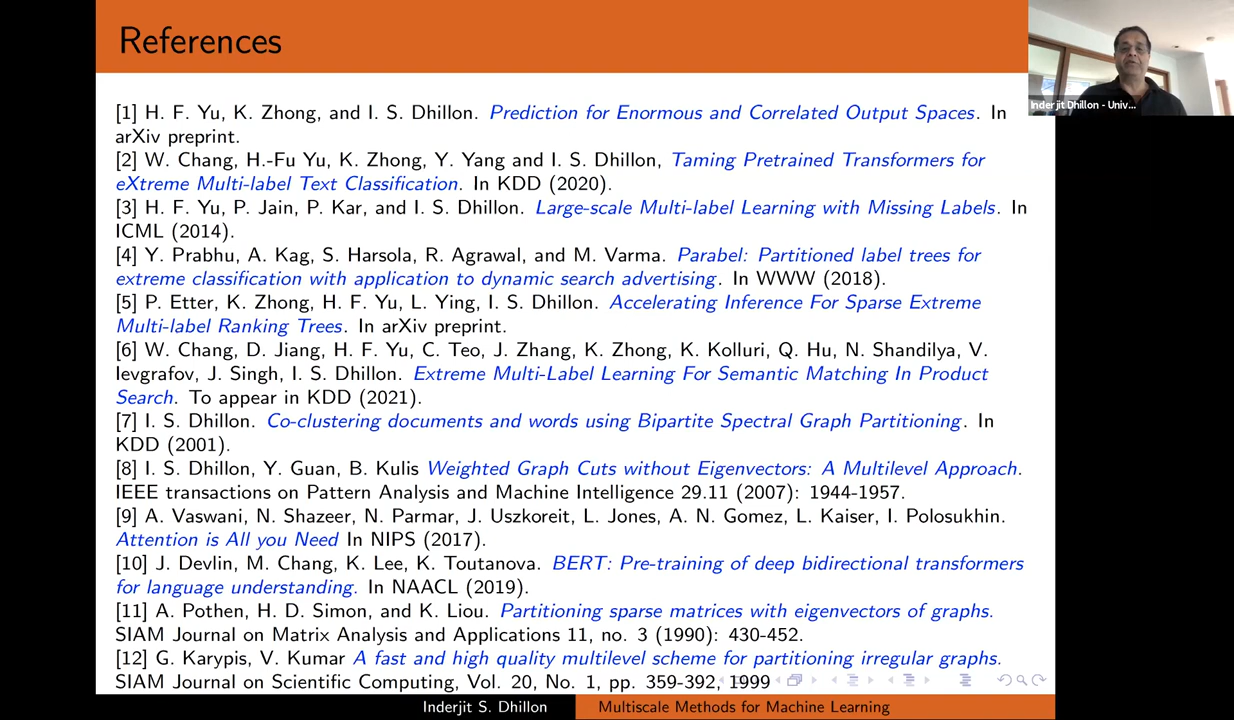 References
Inderjit Dhillon - Univ...
[1] H. F. Yu, K. Zhong, and I. S. Dhillon. Prediction for Enormous and Correlated Output Spaces. In
arXiv preprint.
[2] W. Chang, H.-Fu Yu, K. Zhong, Y. Yang and I. S. Dhillon, Taming Pretrained Transformers for
eXtreme Multi-label Text Classification. In KDD (2020).
[3] H. F. Yu, P. Jain, P. Kar, and I. S. Dhillon. Large-scale Multi-label Learning with Missing Labels. In
ICML (2014).
[4] Y. Prabhu, A. Kag, S. Harsola, R. Agrawal, and M. Varma. Parabel: Partitioned label trees for
extreme classification with application to dynamic search advertising. In WWW (2018).
[5] P. Etter, K. Zhong, H. F. Yu, L. Ying, I. S. Dhillon. Accelerating Inference For Sparse Extreme
Multi-label Ranking Trees. In arXiv preprint.
[6] W. Chang, D. Jiang, H. F. Yu, C. Teo, J. Zhang, K. Zhong, K. Kolluri, Q. Hu, N. Shandilya, V.
Ievgrafov, J. Singh, I. S. Dhillon. Extreme Multi-Label Learning For Semantic Matching In Product
Search. To appear in KDD (2021).
[7] I. S. Dhillon. Co-clustering documents and words using Bipartite Spectral Graph Partitioning. In
KDD (2001).
[8] I. S. Dhillon, Y. Guan, B. Kulis Weighted Graph Cuts without Eigenvectors: A Multilevel Approach.
IEEE transactions on Pattern Analysis and Machine Intelligence 29.11 (2007): 1944-1957.
[9] A. Vaswani, N. Shazeer, N. Parmar, J. Uszkoreit, L. Jones, A. N. Gomez, L. Kaiser, I. Polosukhin.
Attention is All you Need In NIPS (2017).
[10] J. Devlin, M. Chang, K. Lee, K. Toutanova. BERT: Pre-training of deep bidirectional transformers
for language understanding. In NAACL (2019).
[11] A. Pothen, H. D. Simon, and K. Liou. Partitioning sparse matrices with eigenvectors of graphs.
SIAM Journal on Matrix Analysis and Applications 11, no. 3 (1990): 430-452.
[12] G. Karypis, V. Kumar A fast and high quality multilevel scheme for partitioning irregular graphs.
SIAM Journal on Scientific Computing, Vol. 20, No. 1, pp. 359-392, 1999
Inderjit S. Dhillon
Multiscale Methods for Machine Learning